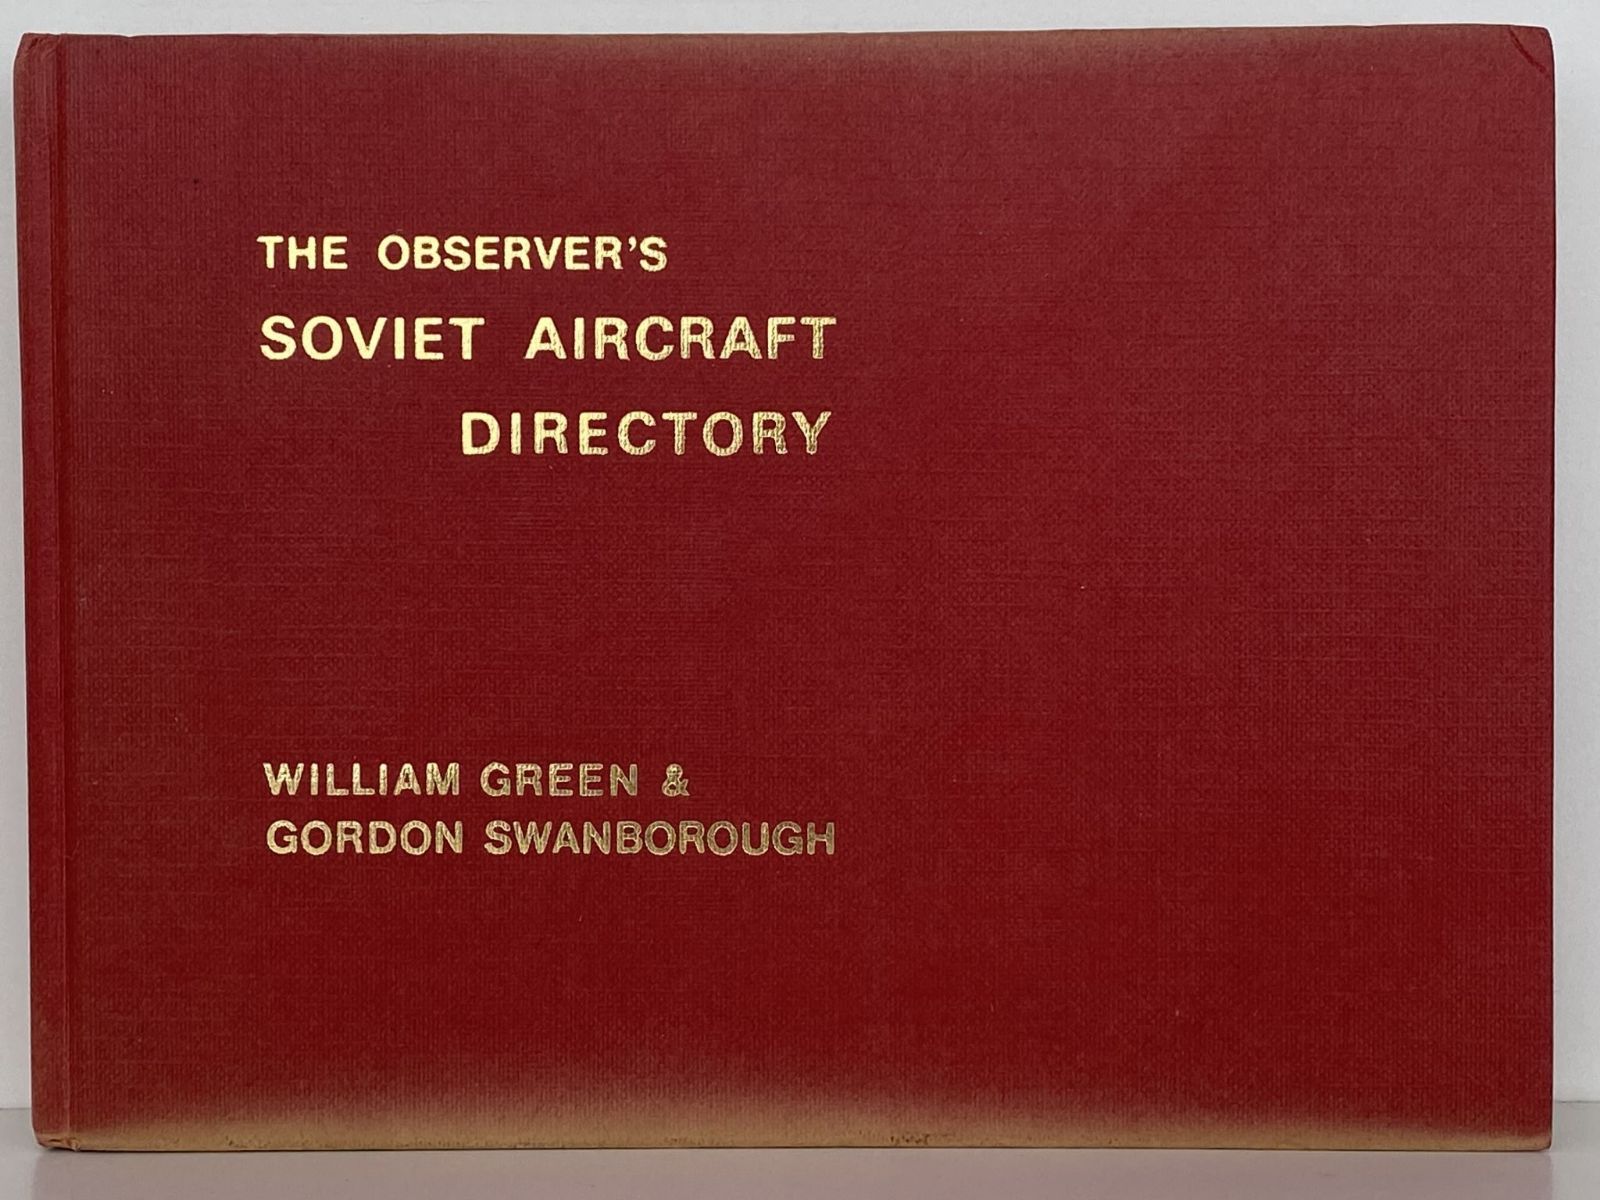 THE OBSERVER'S
SOVIET AIRCRAFT
DIRECTORY
WILLIAM GREEN &
GORDON SWANBOROUGH